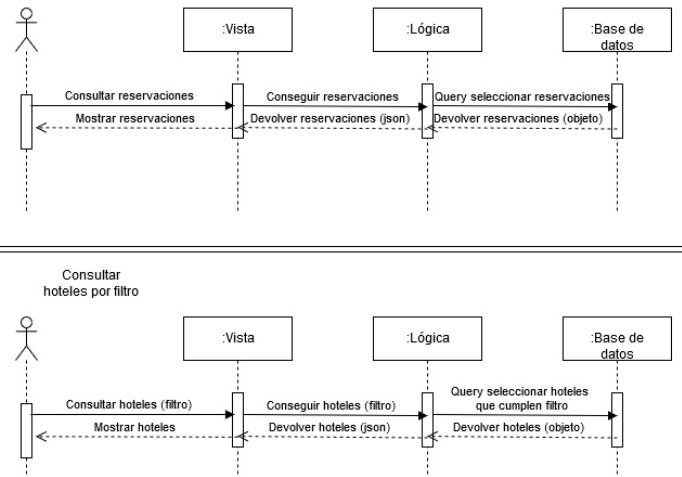 :Vista
:Lógica
:Base de
datos
Consultar reservaciones
Conseguir reservaciones
Query seleccionar reservaciones
Mostrar reservaciones
Devolver reservaciones (json)
Devolver reservaciones (objeto)
Consultar
hoteles por filtro
:Vista
:Lógica
:Base de
datos
Consultar hoteles (filtro)
Conseguir hoteles (filtro)
Query seleccionar hoteles
que cumplen filtro
Mostrar hoteles
Devolver hoteles (json)
Devolver hoteles (objeto)